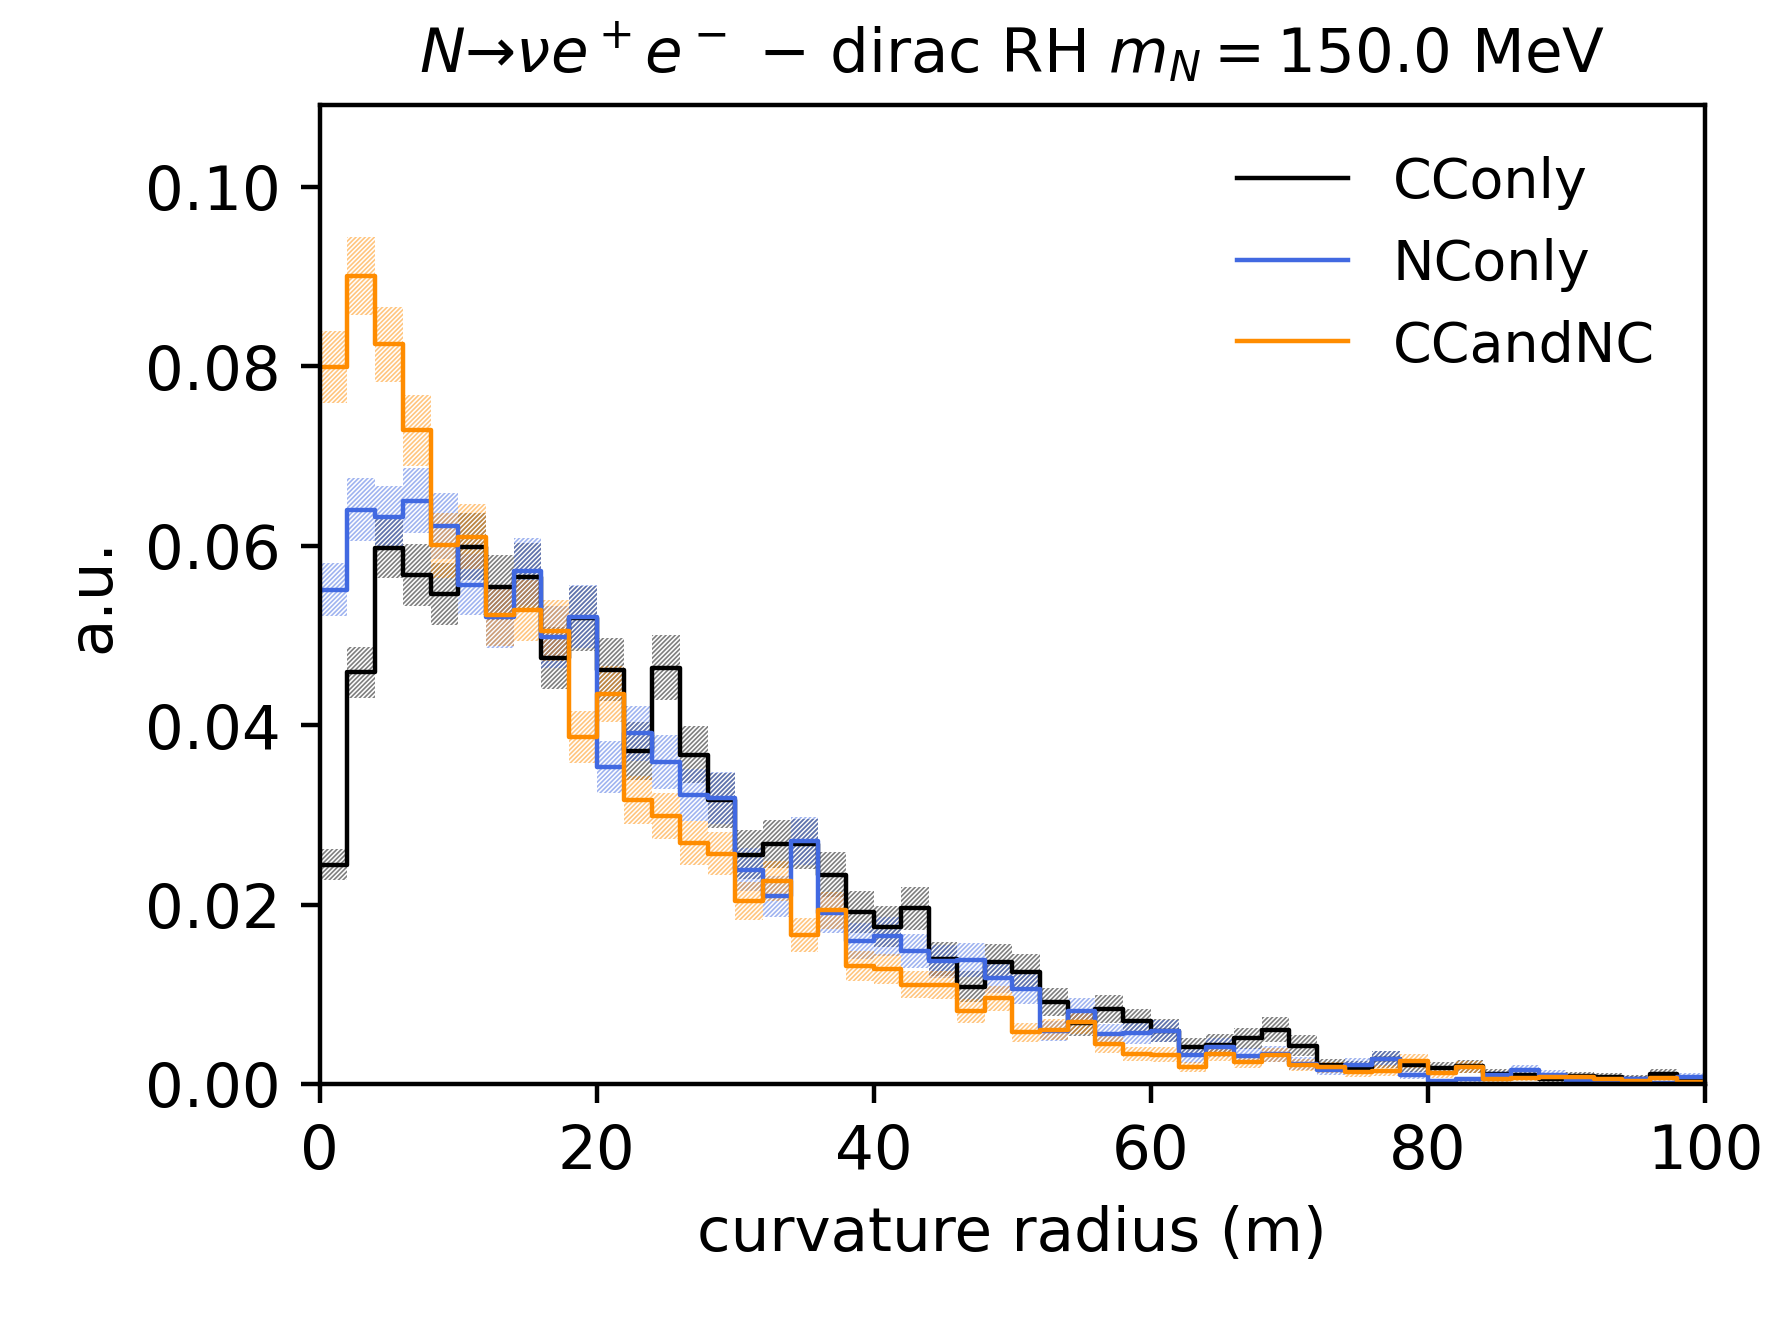 N→νe⁺e⁻ − dirac RH m_N = 150.0 MeV
CConly
NConly
CCandNC
0.10
0.08
0.06
0.04
0.02
0.00
a.u.
0 20 40 60 80 100
curvature radius (m)